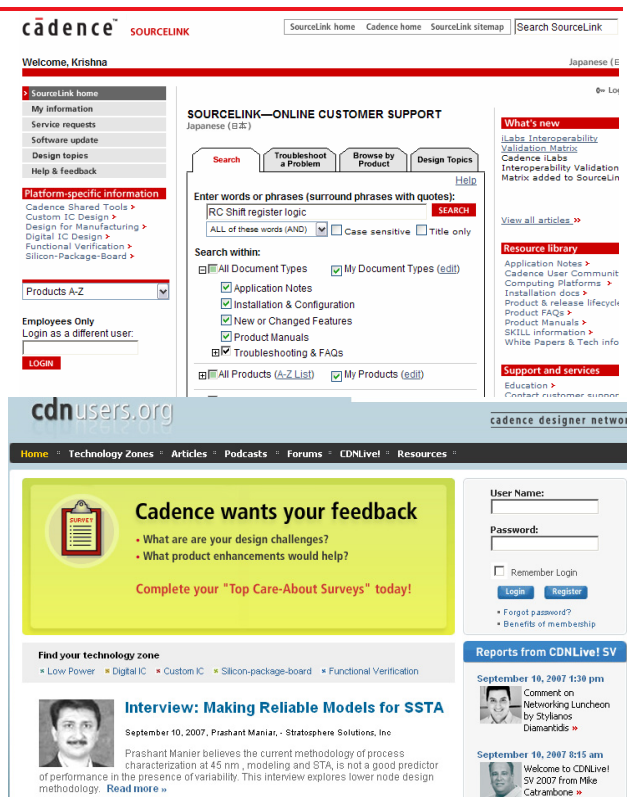 cādence™ SOURCELINK
SourceLink home Cadence home SourceLink sitemap Search SourceLink
Welcome, Krishna
Japanese (
SourceLink home
My information
Service requests
Software update
Design topics
Help & feedback
Platform-specific information
Cadence Shared Tools
Custom IC Design
Design for Manufacturing
Digital IC Design
Functional Verification
Silicon-Package-Board
Products A-Z
Employees Only
Login as a different user:
LOGIN
SOURCELINK—ONLINE CUSTOMER SUPPORT
Japanese (日本)
Search
Troubleshoot
a Problem
Browse by
Product
Design Topics
Help
Enter words or phrases (surround phrases with quotes):
RC Shift register logic SEARCH
ALL of these words (AND) Case sensitive Title only
Search within:
All Document Types My Document Types (edit)
Application Notes
Installation & Configuration
New or Changed Features
Product Manuals
Troubleshooting & FAQs
All Products (A-Z List) My Products (edit)
What's new
iLabs Interoperability
Validation Matrix
Cadence iLabs
Interoperability Validation
Matrix added to SourceLin
View all articles »
Resource library
Application Notes
Cadence User Communit
Computing Platforms
Installation docs
Product & release lifecycle
Product FAQs
Product Manuals
SKILL information
White Papers & Tech info
Support and services
Education
Contact customer suppor
cdnusers.org
cadence designer netwo
Home Technology Zones Articles Podcasts Forums CDNLive! Resources
SURVEY
Cadence wants your feedback
• What are are your design challenges?
• What product enhancements would help?
Complete your "Top Care-About Surveys" today!
User Name:
Password:
Remember Login
Login Register
Forgot password?
Benefits of membership
Find your technology zone
Low Power Digital IC Custom IC Silicon-package-board Functional Verification
Interview: Making Reliable Models for SSTA
September 10, 2007, Prashant Maniar, - Stratosphere Solutions, Inc
Prashant Manier believes the current methodology of process
characterization at 45 nm , modeling and STA, is not a good predictor
of performance in the presence of variability. This interview explores lower node design
methodology. Read more »
Reports from CDNLive! SV
September 10, 2007 1:30 pm
Comment on
Networking Luncheon
by Stylianos
Diamantidis »
September 10, 2007 8:15 am
Welcome to CDNLive!
SV 2007 from Mike
Catrambone »